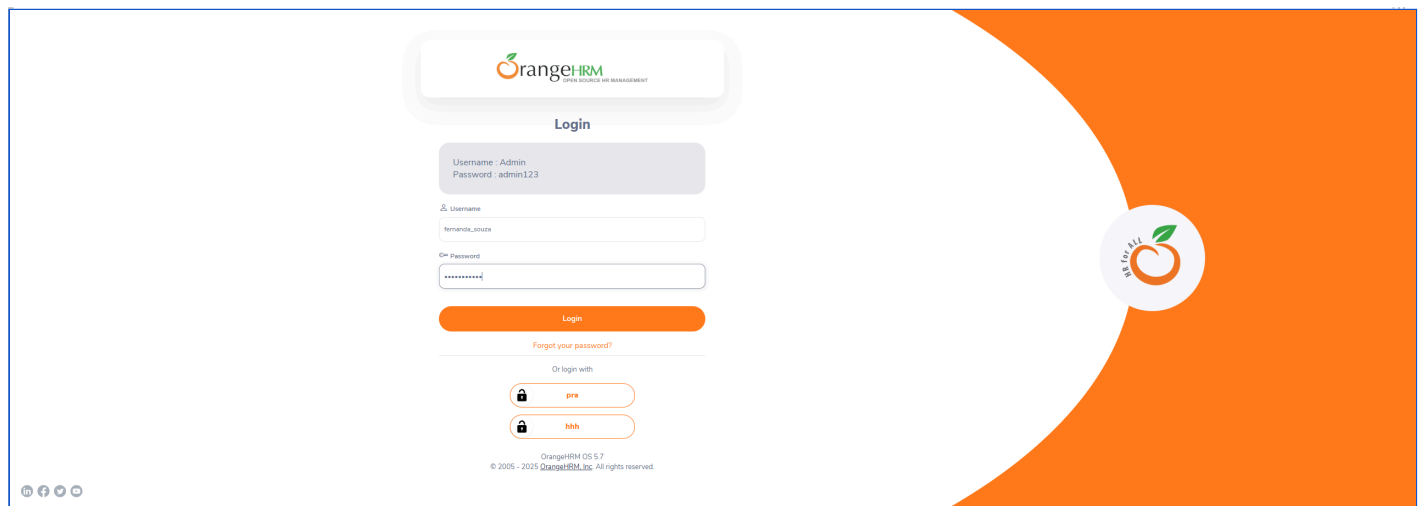 OrangeHRM
OPEN SOURCE HR MANAGEMENT
Login
Username : Admin
Password : admin123
Username
fernanda_souza
Password
•••••••••••
Login
Forgot your password?
Or login with
pra
hhh
OrangeHRM OS 5.7
© 2005 - 2025 OrangeHRM, Inc. All rights reserved.
HR for ALL